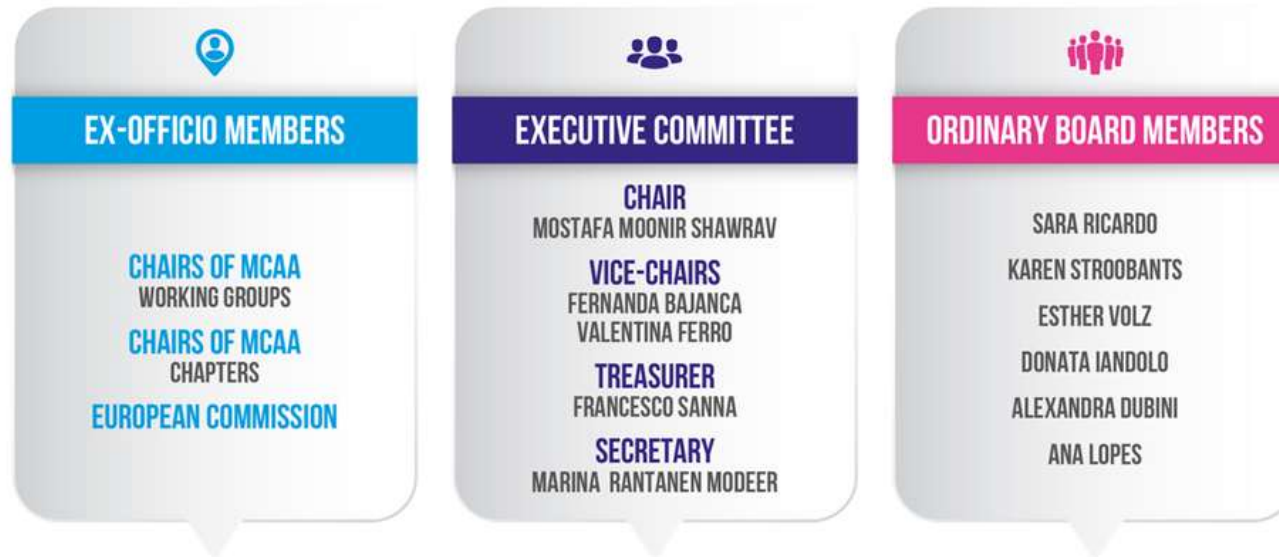 EX-OFFICIO MEMBERS
CHAIRS OF MCAA
WORKING GROUPS
CHAIRS OF MCAA
CHAPTERS
EUROPEAN COMMISSION
EXECUTIVE COMMITTEE
CHAIR
MOSTAFA MOONIR SHAWRAV
VICE-CHAIRS
FERNANDA BAJANCA
VALENTINA FERRO
TREASURER
FRANCESCO SANNA
SECRETARY
MARINA RANTANEN MODEER
ORDINARY BOARD MEMBERS
SARA RICARDO
KAREN STROOBANTS
ESTHER VOLZ
DONATA IANDOLO
ALEXANDRA DUBINI
ANA LOPES